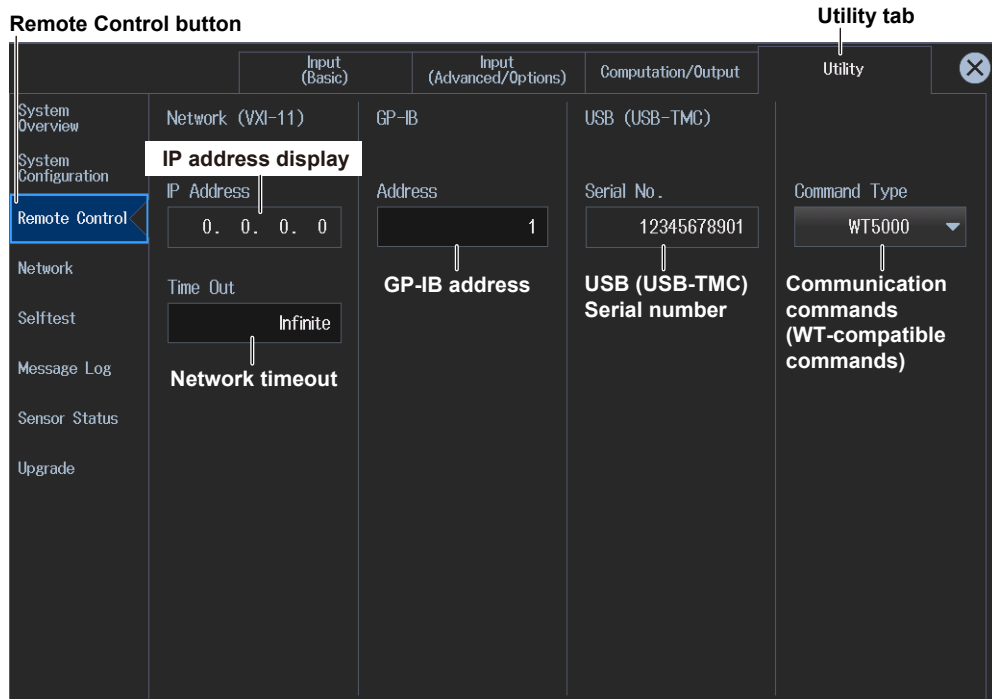 Remote Control button
Utility tab
Input
(Basic)
Input
(Advanced/Options)
Computation/Output
Utility
System
Overview
System
Configuration
Remote Control
Network
Selftest
Message Log
Sensor Status
Upgrade
Network (VXI-11)
IP address display
IP Address
0. 0. 0. 0
Time Out
Infinite
Network timeout
GP-IB
Address
1
GP-IB address
USB (USB-TMC)
Serial No.
12345678901
USB (USB-TMC)
Serial number
Command Type
WT5000
Communication
commands
(WT-compatible
commands)